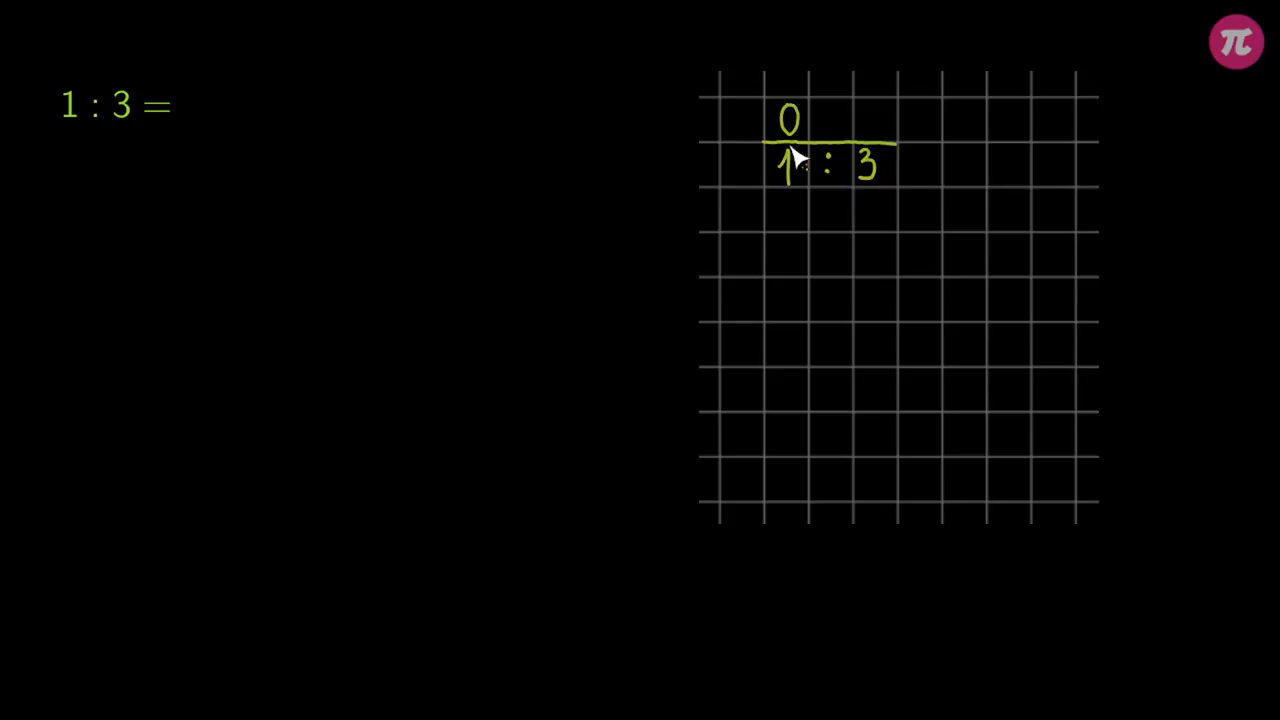 1 : 3 =
0
1 : 3
π